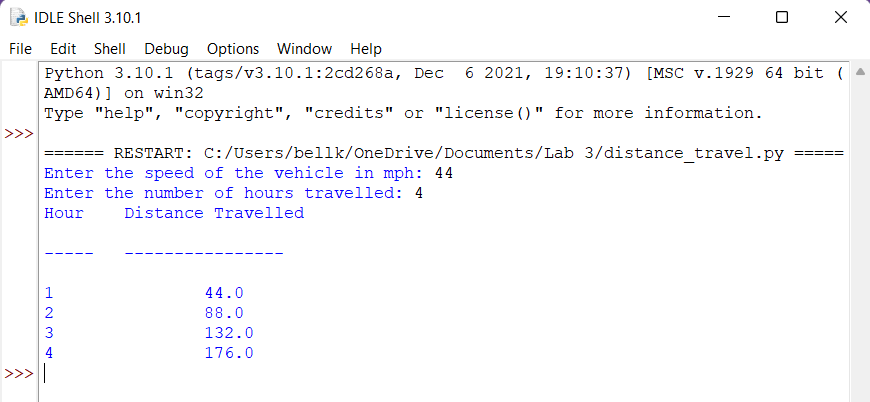 IDLE Shell 3.10.1
File Edit Shell Debug Options Window Help
Python 3.10.1 (tags/v3.10.1:2cd268a, Dec  6 2021, 19:10:37) [MSC v.1929 64 bit (
AMD64)] on win32
Type "help", "copyright", "credits" or "license()" for more information.
>>>
====== RESTART: C:/Users/bellk/OneDrive/Documents/Lab 3/distance_travel.py =====
Enter the speed of the vehicle in mph: 44
Enter the number of hours travelled: 4
Hour    Distance Travelled
-----   ----------------
1               44.0
2               88.0
3               132.0
4               176.0
>>>